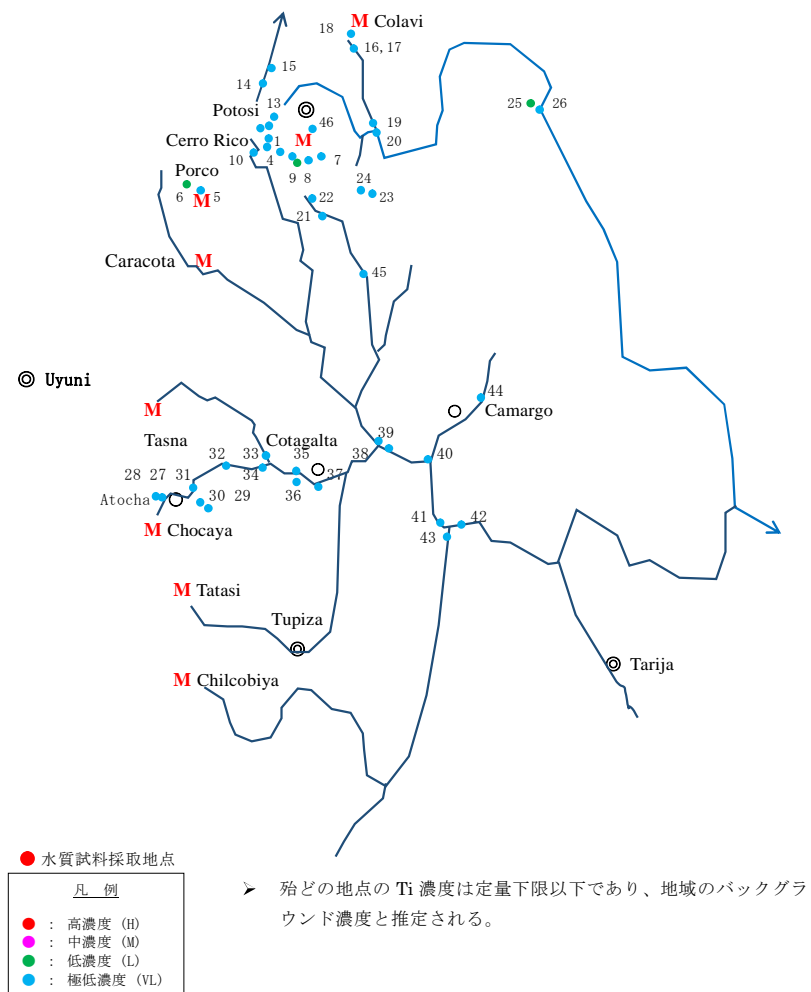 18 M Colavi
16, 17
15
14
Potosi 13
46
19
25 26
Cerro Rico 1 M
20
10 4 7
Porco
9 8 24
6 5
M
23
22
21
Caracota M
45
◎ Uyuni
M
44
Camargo
Tasna Cotagalta 39
32 33 35 38 40
28 27 31 34 37
Atocha 30 29 36
M Chocaya
41 42
43
M Tatasi
Tupiza
Tarija
M Chilcobiya
● 水質試料採取地点
凡 例
● : 高濃度 (H)
● : 中濃度 (M)
● : 低濃度 (L)
● : 極低濃度 (VL)
➢ 殆どの地点の Ti 濃度は定量下限以下であり、地域のバックグラ
ウンド濃度と推定される。